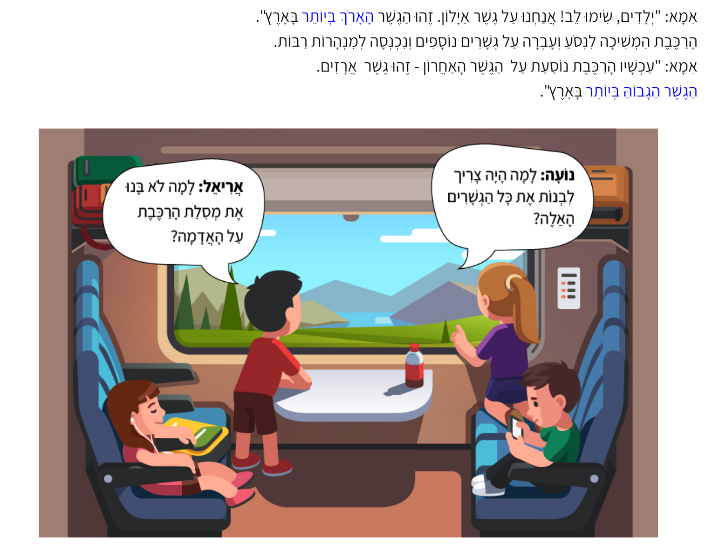 אִמָּא: "יְלָדִים, שִׂימוּ לֵב! אֲנַחְנוּ עַל גֶּשֶׁר אַיָּלוֹן. זֶהוּ הַגֶּשֶׁר הָאָרֹךְ בְּיוֹתֵר בָּאָרֶץ".
הָרַכֶּבֶת הִמְשִׁיכָה לִנְסֹעַ וְעָבְרָה עַל גְּשָׁרִים נוֹסָפִים וְנִכְנְסָה לְמִנְהָרוֹת רַבּוֹת.
אִמָּא: "עַכְשָׁיו הָרַכֶּבֶת נוֹסַעַת עַל הַגֶּשֶׁר הָאַחֲרוֹן - זֶהוּ גֶּשֶׁר אֲרָזִים.
הַגֶּשֶׁר הַגָּבוֹהַּ בְּיוֹתֵר בָּאָרֶץ".
נוֹעָה: לָמָה הָיָה צָרִיךְ
לִבְנוֹת אֶת כָּל הַגְּשָׁרִים
הָאֵלֶּה?
אֲרִיאֵל: לָמָה לֹא בָּנוּ
אֶת מְסִלַּת הָרַכֶּבֶת
עַל הָאֲדָמָה?